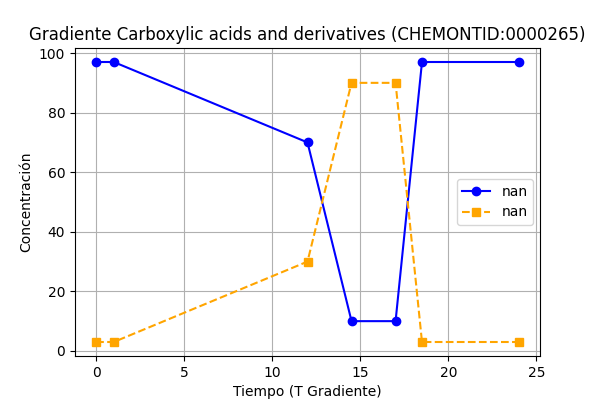 Gradiente Carboxylic acids and derivatives (CHEMONTID:0000265)
100
80
60
40
20
0
Concentración
nan
nan
0 5 10 15 20 25
Tiempo (T Gradiente)